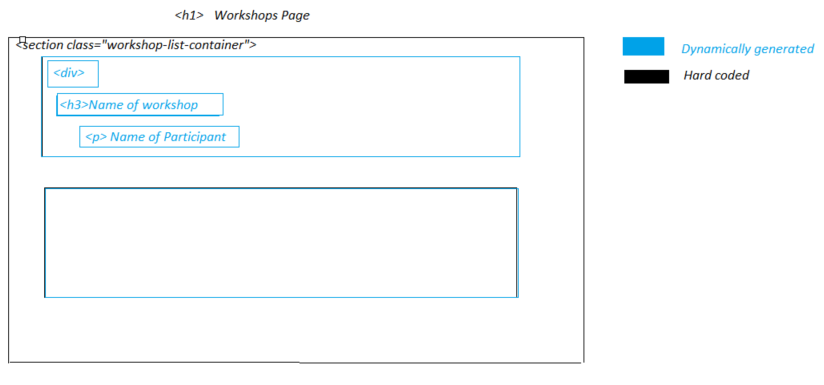 <h1> Workshops Page
<section class="workshop-list-container">
<div>
<h3>Name of workshop
<p> Name of Participant
Dynamically generated
Hard coded